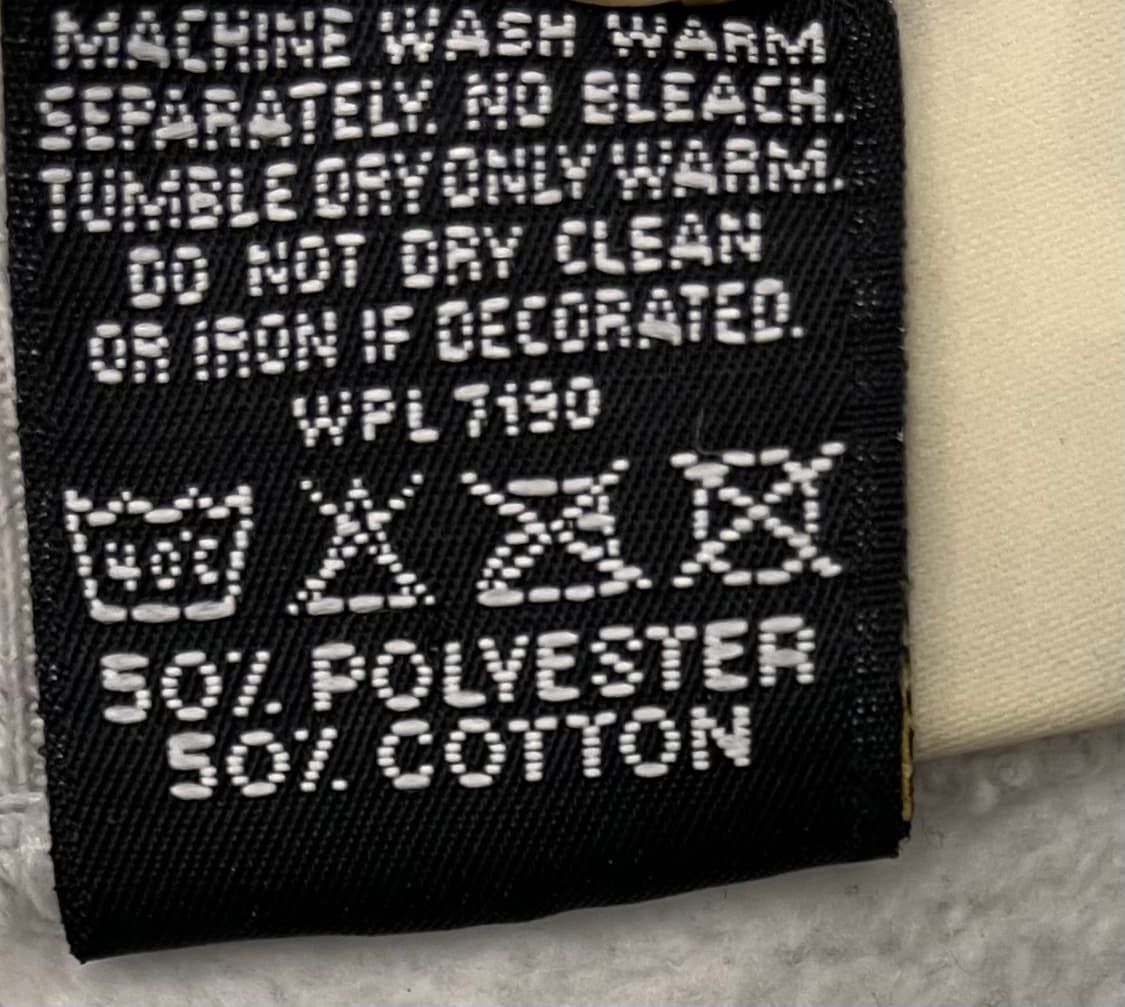 MACHINE WASH WARM
SEPARATELY. NO BLEACH.
TUMBLE DRY ONLY WARM.
DO NOT DRY CLEAN
OR IRON IF DECORATED.
WPL 7190
40°C
50% POLYESTER
50% COTTON